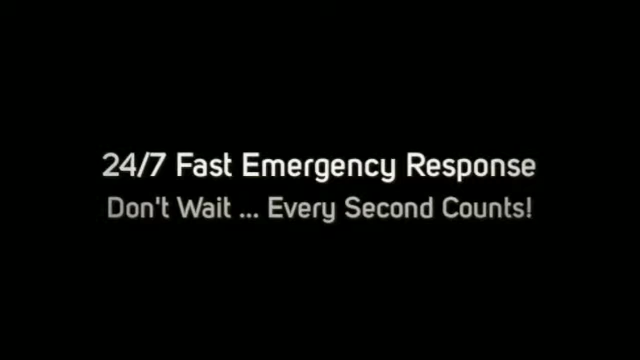 24/7 Fast Emergency Response
Don't Wait ... Every Second Counts!